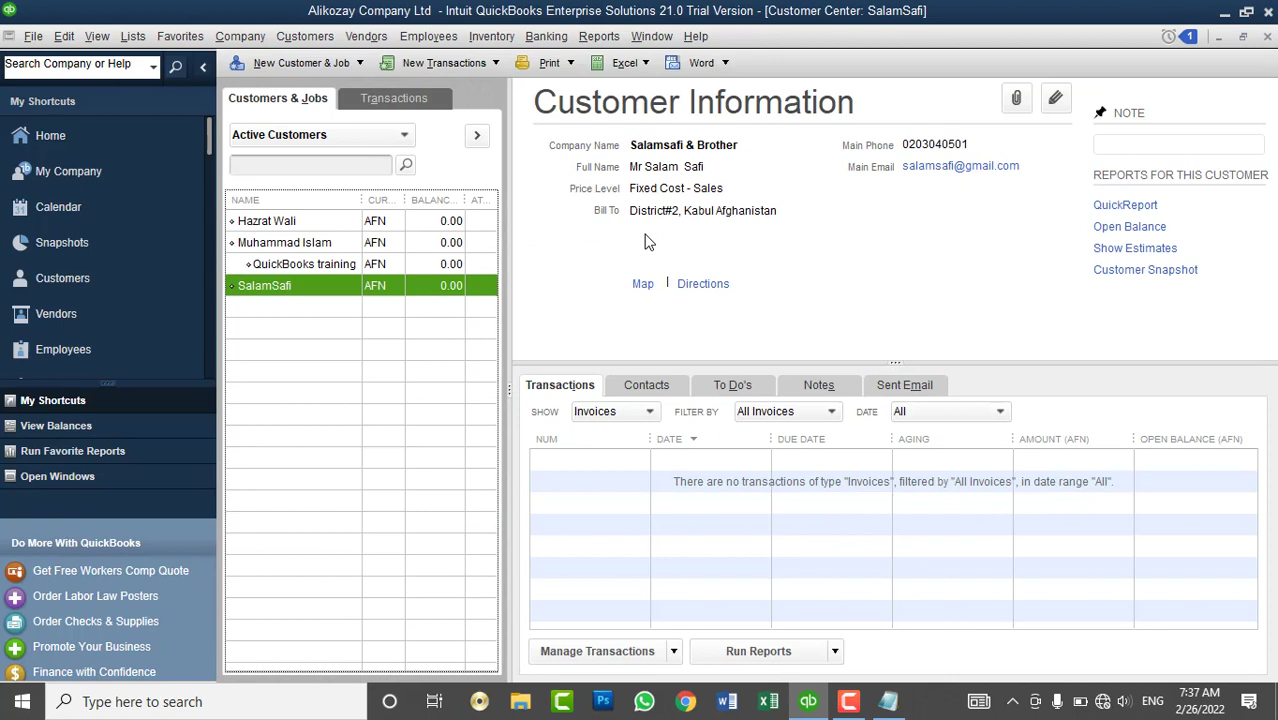 Alikozay Company Ltd - Intuit QuickBooks Enterprise Solutions 21.0 Trial Version - [Customer Center: SalamSafi]
File Edit View Lists Favorites Company Customers Vendors Employees Inventory Banking Reports Window Help 1
Search Company or Help
New Customer & Job New Transactions Print Excel Word
My Shortcuts
Home
My Company
Calendar
Snapshots
Customers
Vendors
Employees
My Shortcuts
View Balances
Run Favorite Reports
Open Windows
Do More With QuickBooks
Get Free Workers Comp Quote
Order Labor Law Posters
Order Checks & Supplies
Promote Your Business
Finance with Confidence
Customers & Jobs Transactions
Active Customers
NAME CUR... BALANC... AT...
Hazrat Wali AFN 0.00
Muhammad Islam AFN 0.00
QuickBooks training AFN 0.00
SalamSafi AFN 0.00
Customer Information
Company Name Salamsafi & Brother
Full Name Mr Salam Safi
Price Level Fixed Cost - Sales
Bill To District#2, Kabul Afghanistan
Main Phone 0203040501
Main Email salamsafi@gmail.com
Map Directions
NOTE
REPORTS FOR THIS CUSTOMER
QuickReport
Open Balance
Show Estimates
Customer Snapshot
Transactions Contacts To Do's Notes Sent Email
SHOW Invoices FILTER BY All Invoices DATE All
NUM DATE DUE DATE AGING AMOUNT (AFN) OPEN BALANCE (AFN)
There are no transactions of type "Invoices", filtered by "All Invoices", in date range "All".
Manage Transactions Run Reports
Type here to search
ENG
7:37 AM
2/26/2022